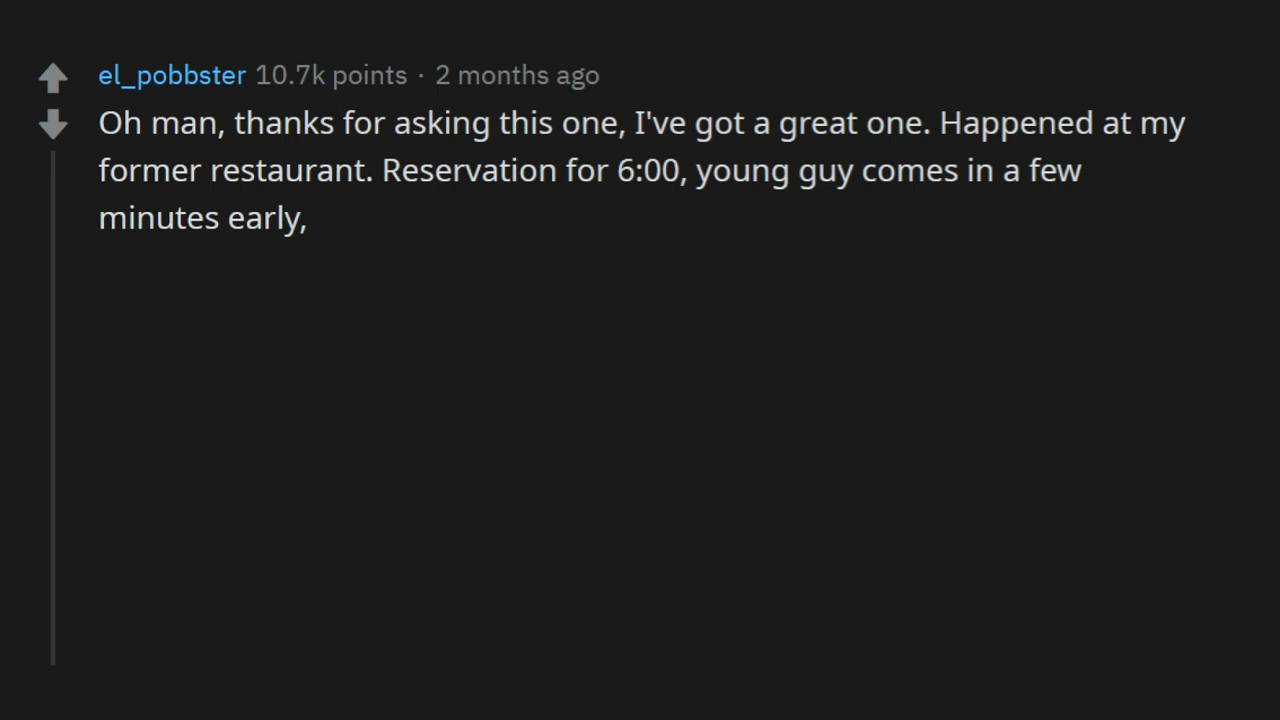 el_pobbster 10.7k points · 2 months ago
Oh man, thanks for asking this one, I've got a great one. Happened at my
former restaurant. Reservation for 6:00, young guy comes in a few
minutes early,